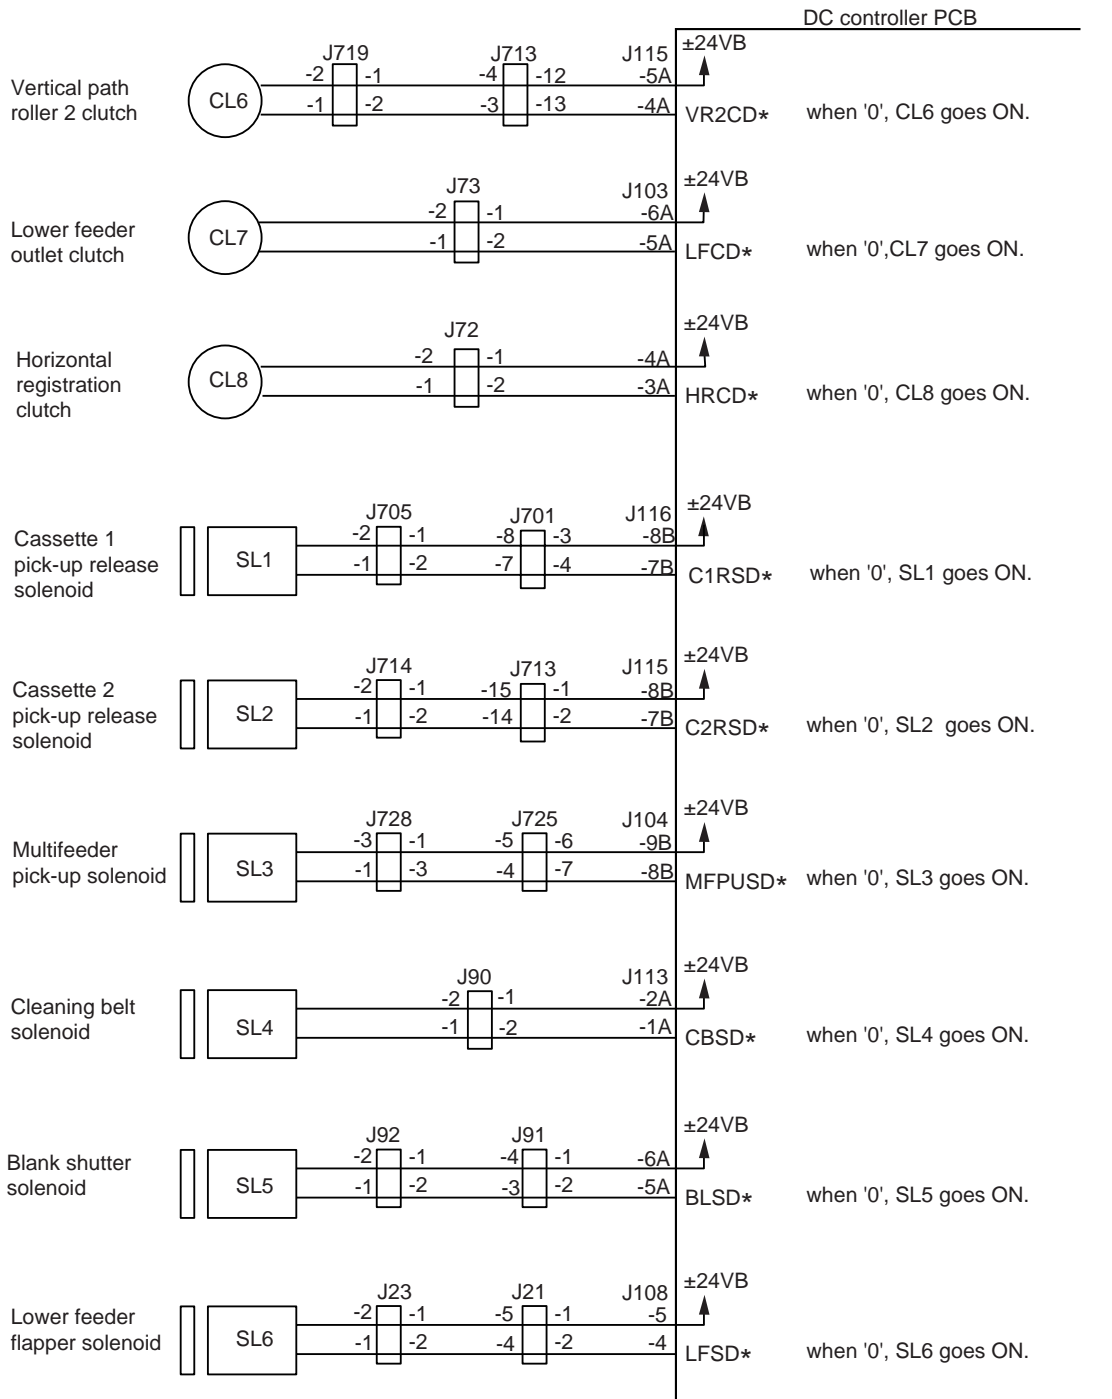 DC controller PCB
J719 J713 J115 ±24VB
-2 -1 -4 -12 -5A
Vertical path
roller 2 clutch
CL6
-1 -2 -3 -13 -4A
VR2CD* when '0', CL6 goes ON.
J73 J103 ±24VB
-2 -1 -6A
Lower feeder
outlet clutch
CL7
-1 -2 -5A
LFCD* when '0',CL7 goes ON.
J72 ±24VB
-2 -1 -4A
Horizontal
registration
clutch
CL8
-1 -2 -3A
HRCD* when '0', CL8 goes ON.
J705 J701 J116 ±24VB
-2 -1 -8 -3 -8B
Cassette 1
pick-up release
solenoid
SL1
-1 -2 -7 -4 -7B
C1RSD* when '0', SL1 goes ON.
J714 J713 J115 ±24VB
-2 -1 -15 -1 -8B
Cassette 2
pick-up release
solenoid
SL2
-1 -2 -14 -2 -7B
C2RSD* when '0', SL2 goes ON.
J728 J725 J104 ±24VB
-3 -1 -5 -6 -9B
Multifeeder
pick-up solenoid
SL3
-1 -3 -4 -7 -8B
MFPUSD* when '0', SL3 goes ON.
J90 J113 ±24VB
-2 -1 -2A
Cleaning belt
solenoid
SL4
-1 -2 -1A
CBSD* when '0', SL4 goes ON.
J92 J91 ±24VB
-2 -1 -4 -1 -6A
Blank shutter
solenoid
SL5
-1 -2 -3 -2 -5A
BLSD* when '0', SL5 goes ON.
J23 J21 J108 ±24VB
-2 -1 -5 -1 -5
Lower feeder
flapper solenoid
SL6
-1 -2 -4 -2 -4
LFSD* when '0', SL6 goes ON.